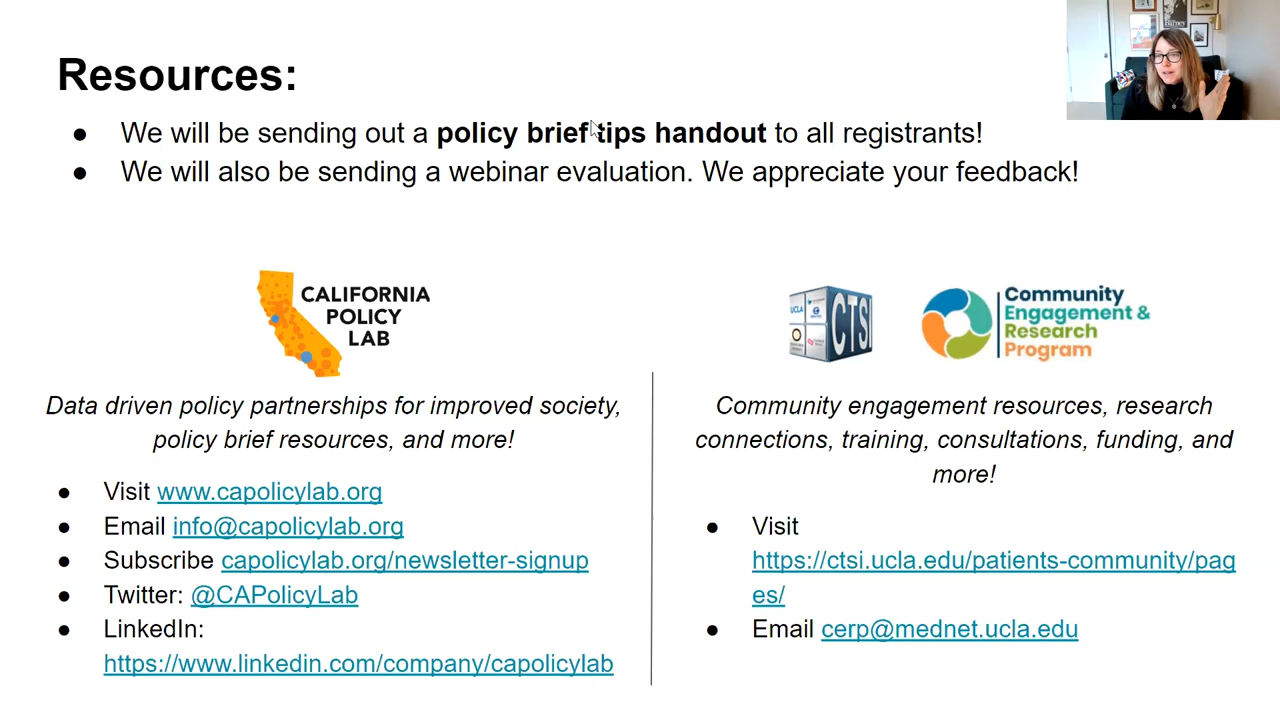 Resources:
● We will be sending out a policy brief tips handout to all registrants!
● We will also be sending a webinar evaluation. We appreciate your feedback!
CALIFORNIA
POLICY
LAB
Data driven policy partnerships for improved society,
policy brief resources, and more!
● Visit www.capolicylab.org
● Email info@capolicylab.org
● Subscribe capolicylab.org/newsletter-signup
● Twitter: @CAPolicyLab
● LinkedIn:
https://www.linkedin.com/company/capolicylab
UCLA
CTSI
Community
Engagement &
Research
Program
Community engagement resources, research
connections, training, consultations, funding, and
more!
● Visit
https://ctsi.ucla.edu/patients-community/pag
es/
● Email cerp@mednet.ucla.edu